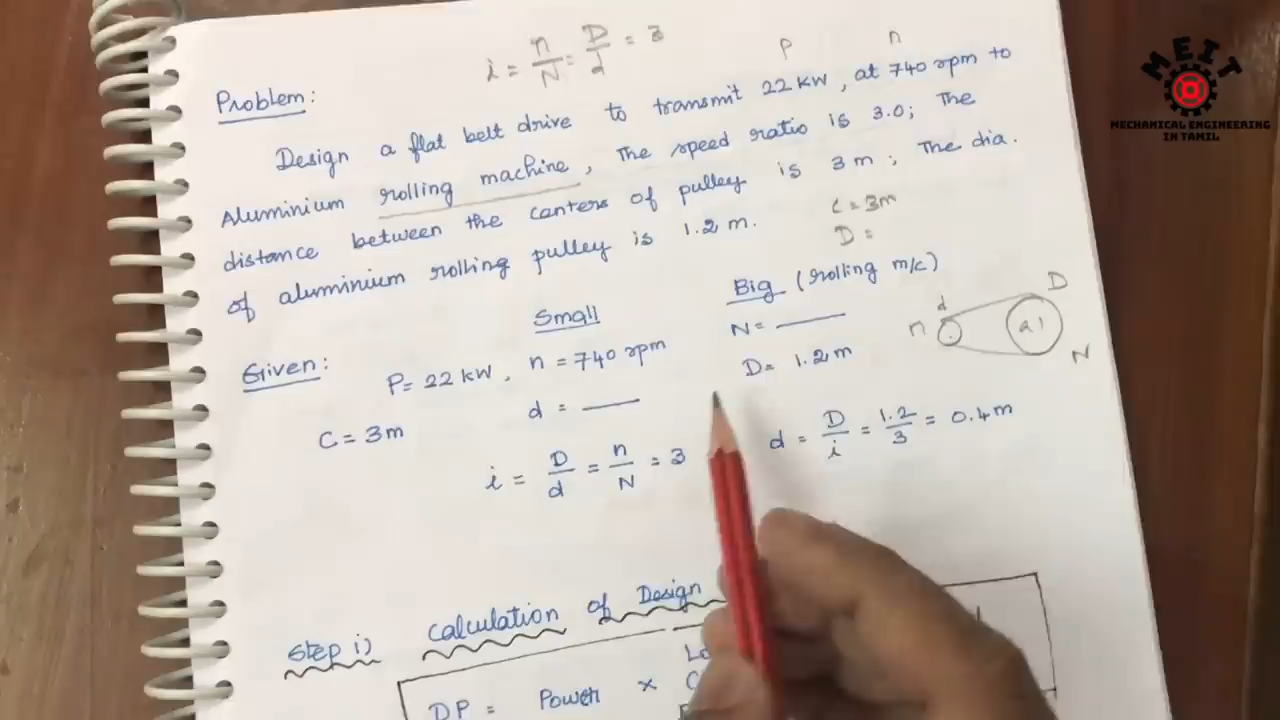 i = n/N = D/d = 3
P n
Problem:
Design a flat belt drive to transmit 22 KW, at 740 rpm to
Aluminium rolling machine, The speed ratio is 3.0; The
distance between the canters of pulley is 3 m; The dia.
of aluminium rolling pulley is 1.2 m.
C = 3m
D =
Small
Big (rolling m/c)
Given:
P = 22 KW.
n = 740 rpm
N =
d =
D = 1.2 m
C = 3m
i = D/d = n/N = 3
d = D/i = 1.2/3 = 0.4 m
d D
n a1 N
Step i) Calculation of Design
DP = Power ×
MEIT
MECHANICAL ENGINEERING
IN TAMIL